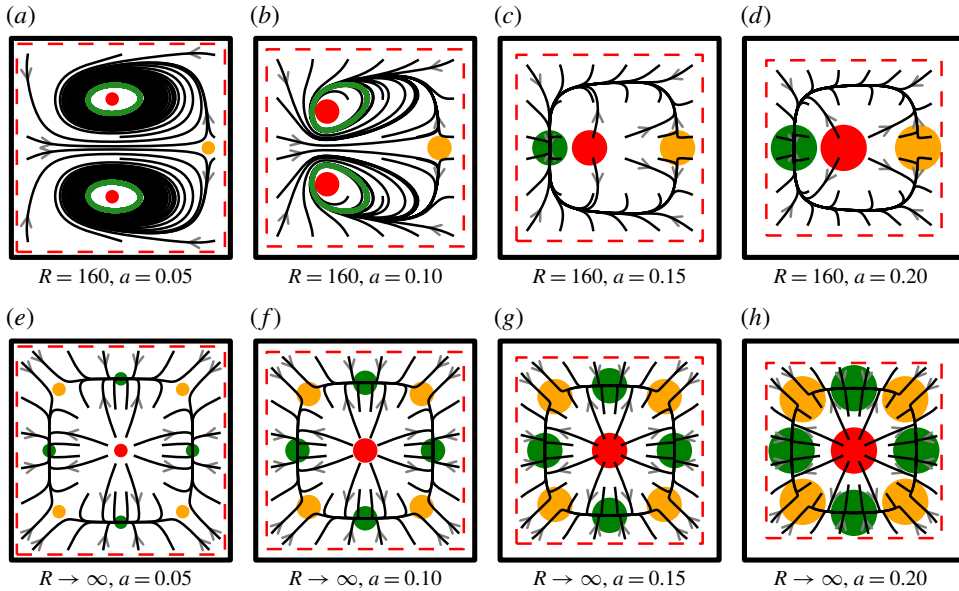 (a) (b) (c) (d)
R = 160, a = 0.05 R = 160, a = 0.10 R = 160, a = 0.15 R = 160, a = 0.20
(e) (f) (g) (h)
R → ∞, a = 0.05 R → ∞, a = 0.10 R → ∞, a = 0.15 R → ∞, a = 0.20